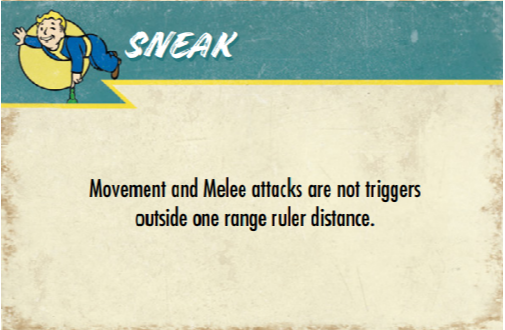 SNEAK
Movement and Melee attacks are not triggers
outside one range ruler distance.